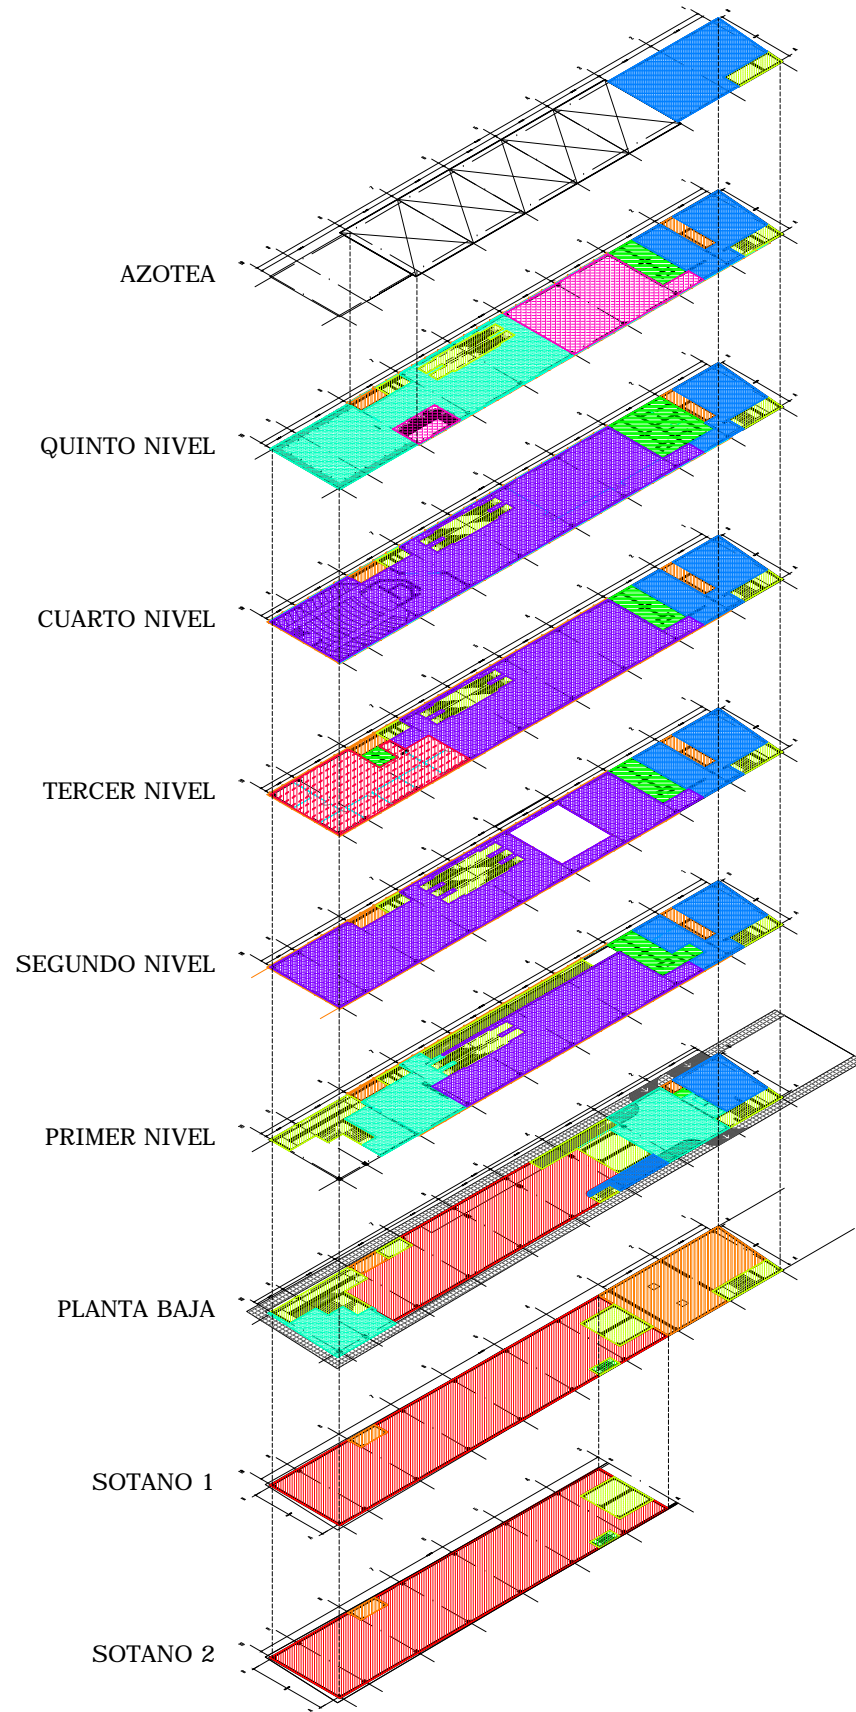 AZOTEA
QUINTO NIVEL
CUARTO NIVEL
TERCER NIVEL
SEGUNDO NIVEL
PRIMER NIVEL
PLANTA BAJA
SOTANO 1
SOTANO 2